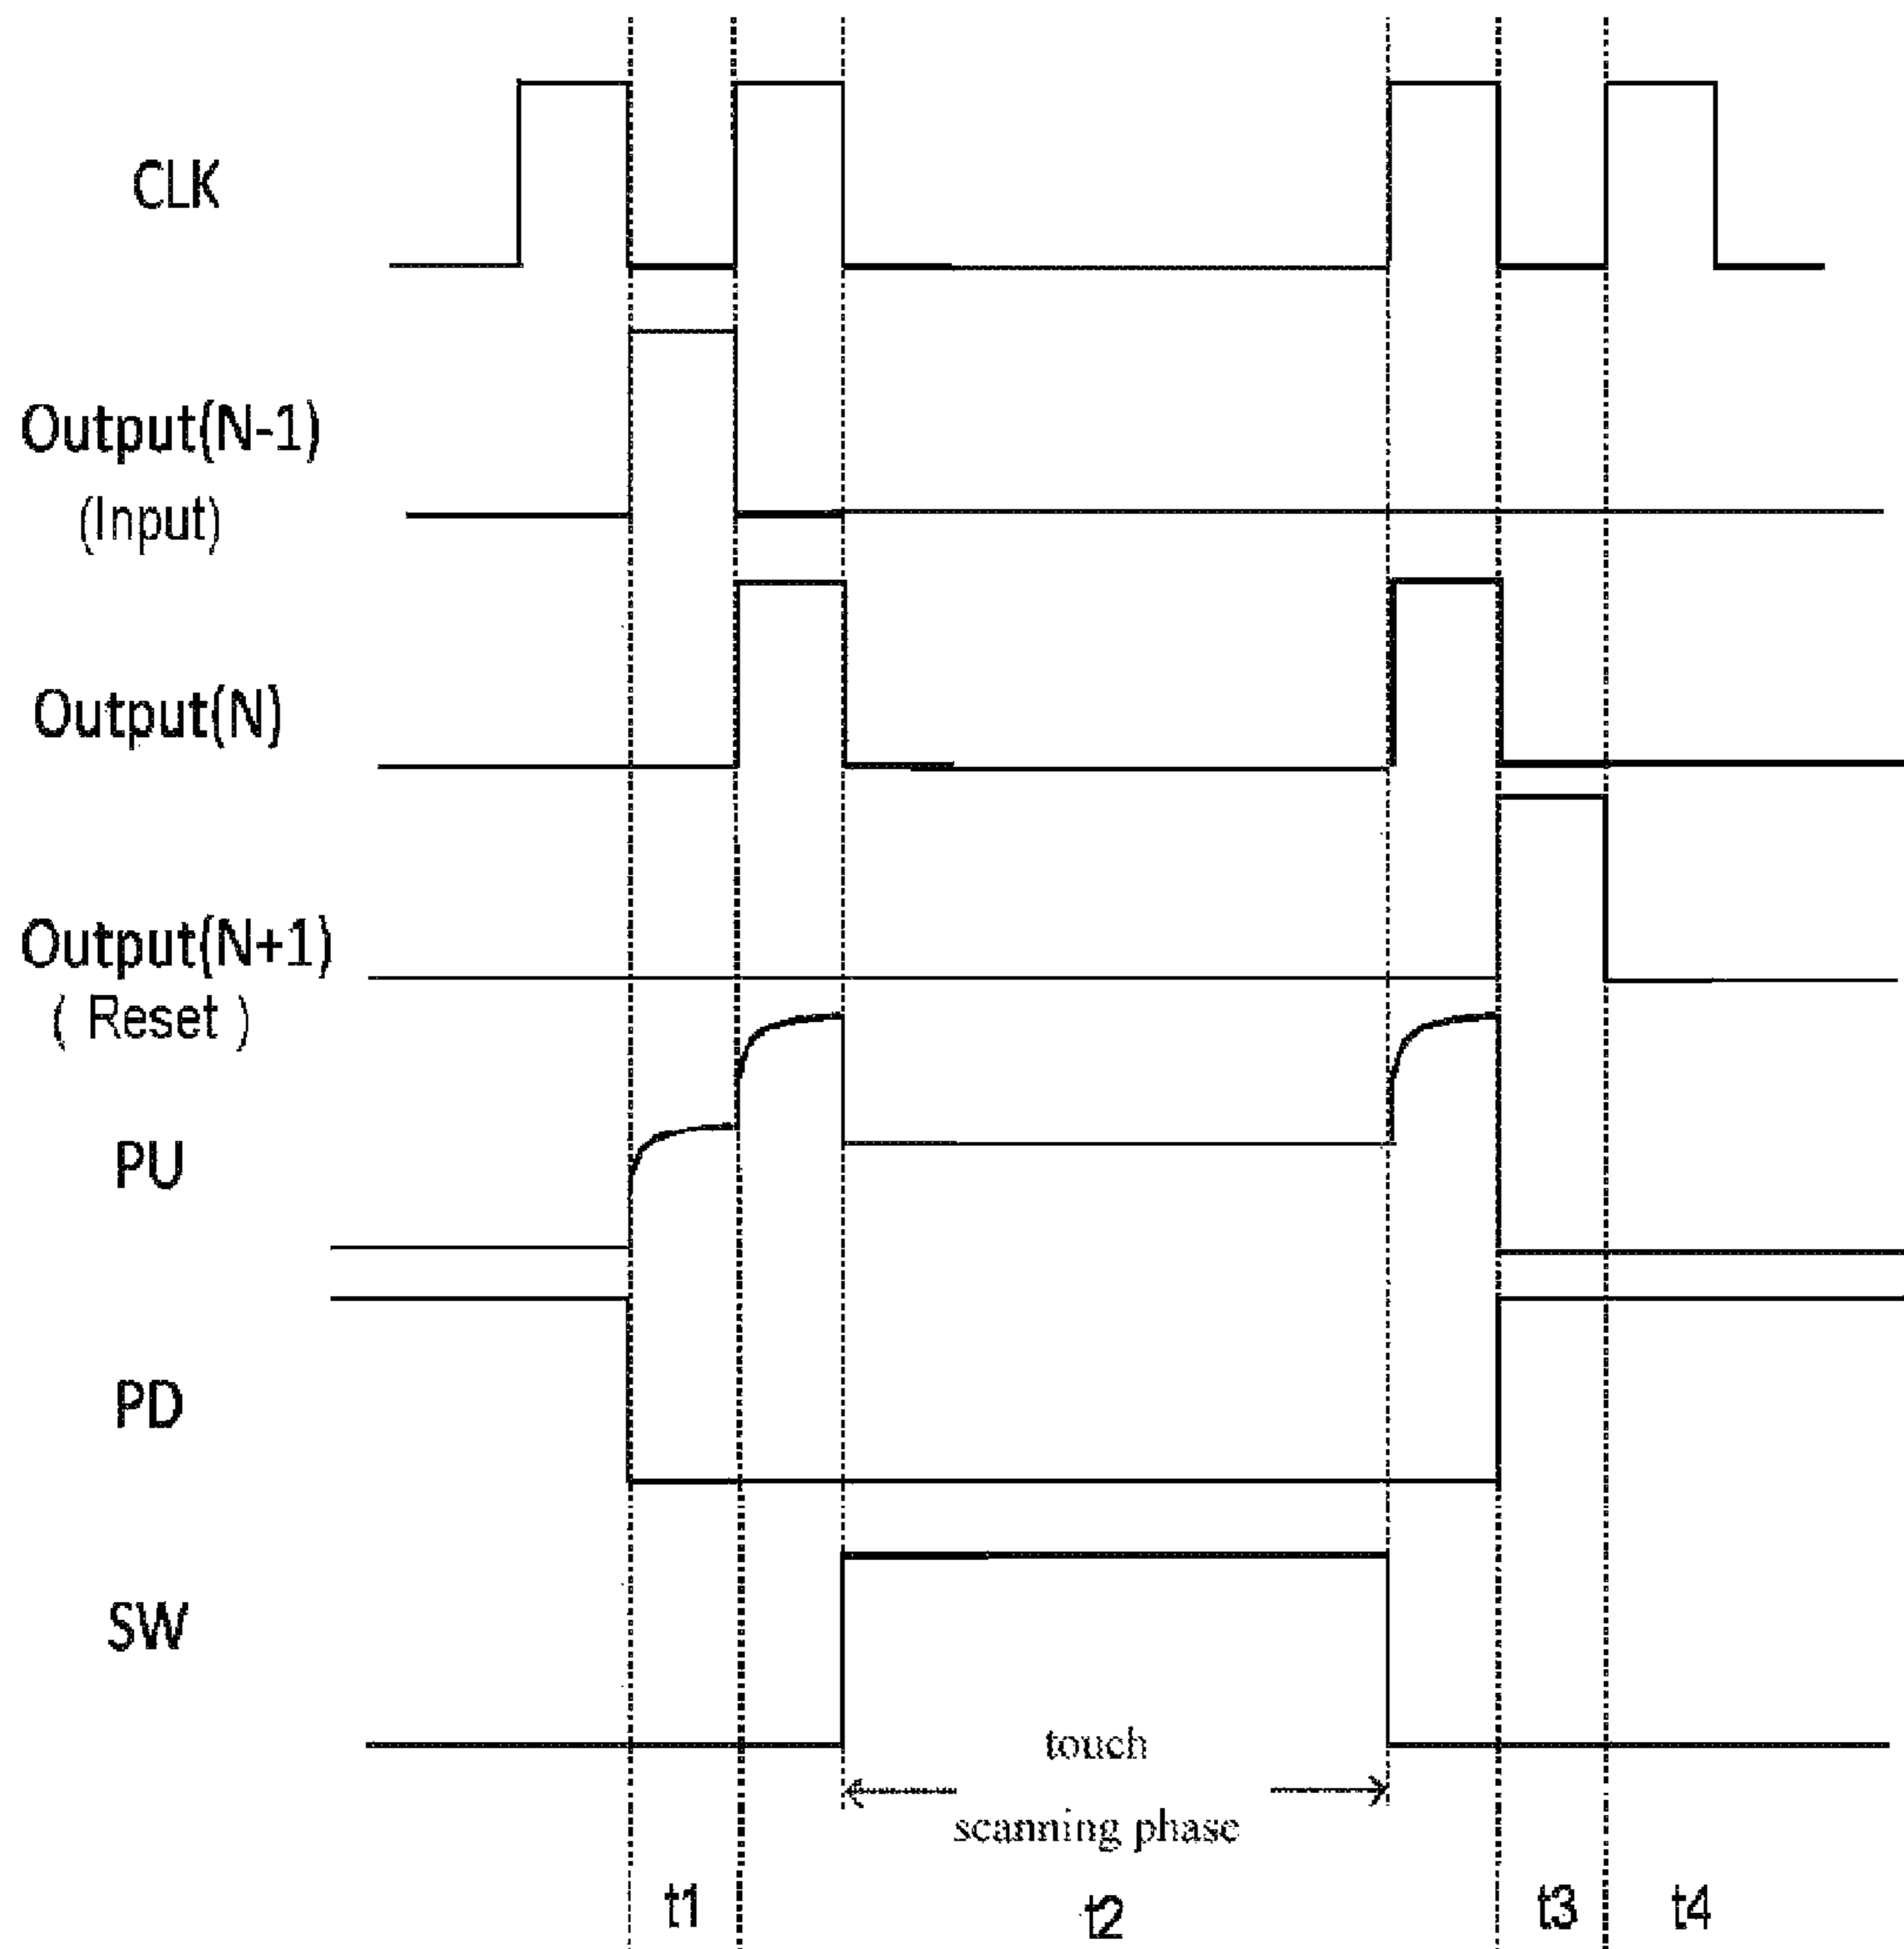 CLK
Output(N-1)
(Input)
Output(N)
Output(N+1)
( Reset )
PU
PD
SW
touch
scanning phase
t1
t2
t3
t4